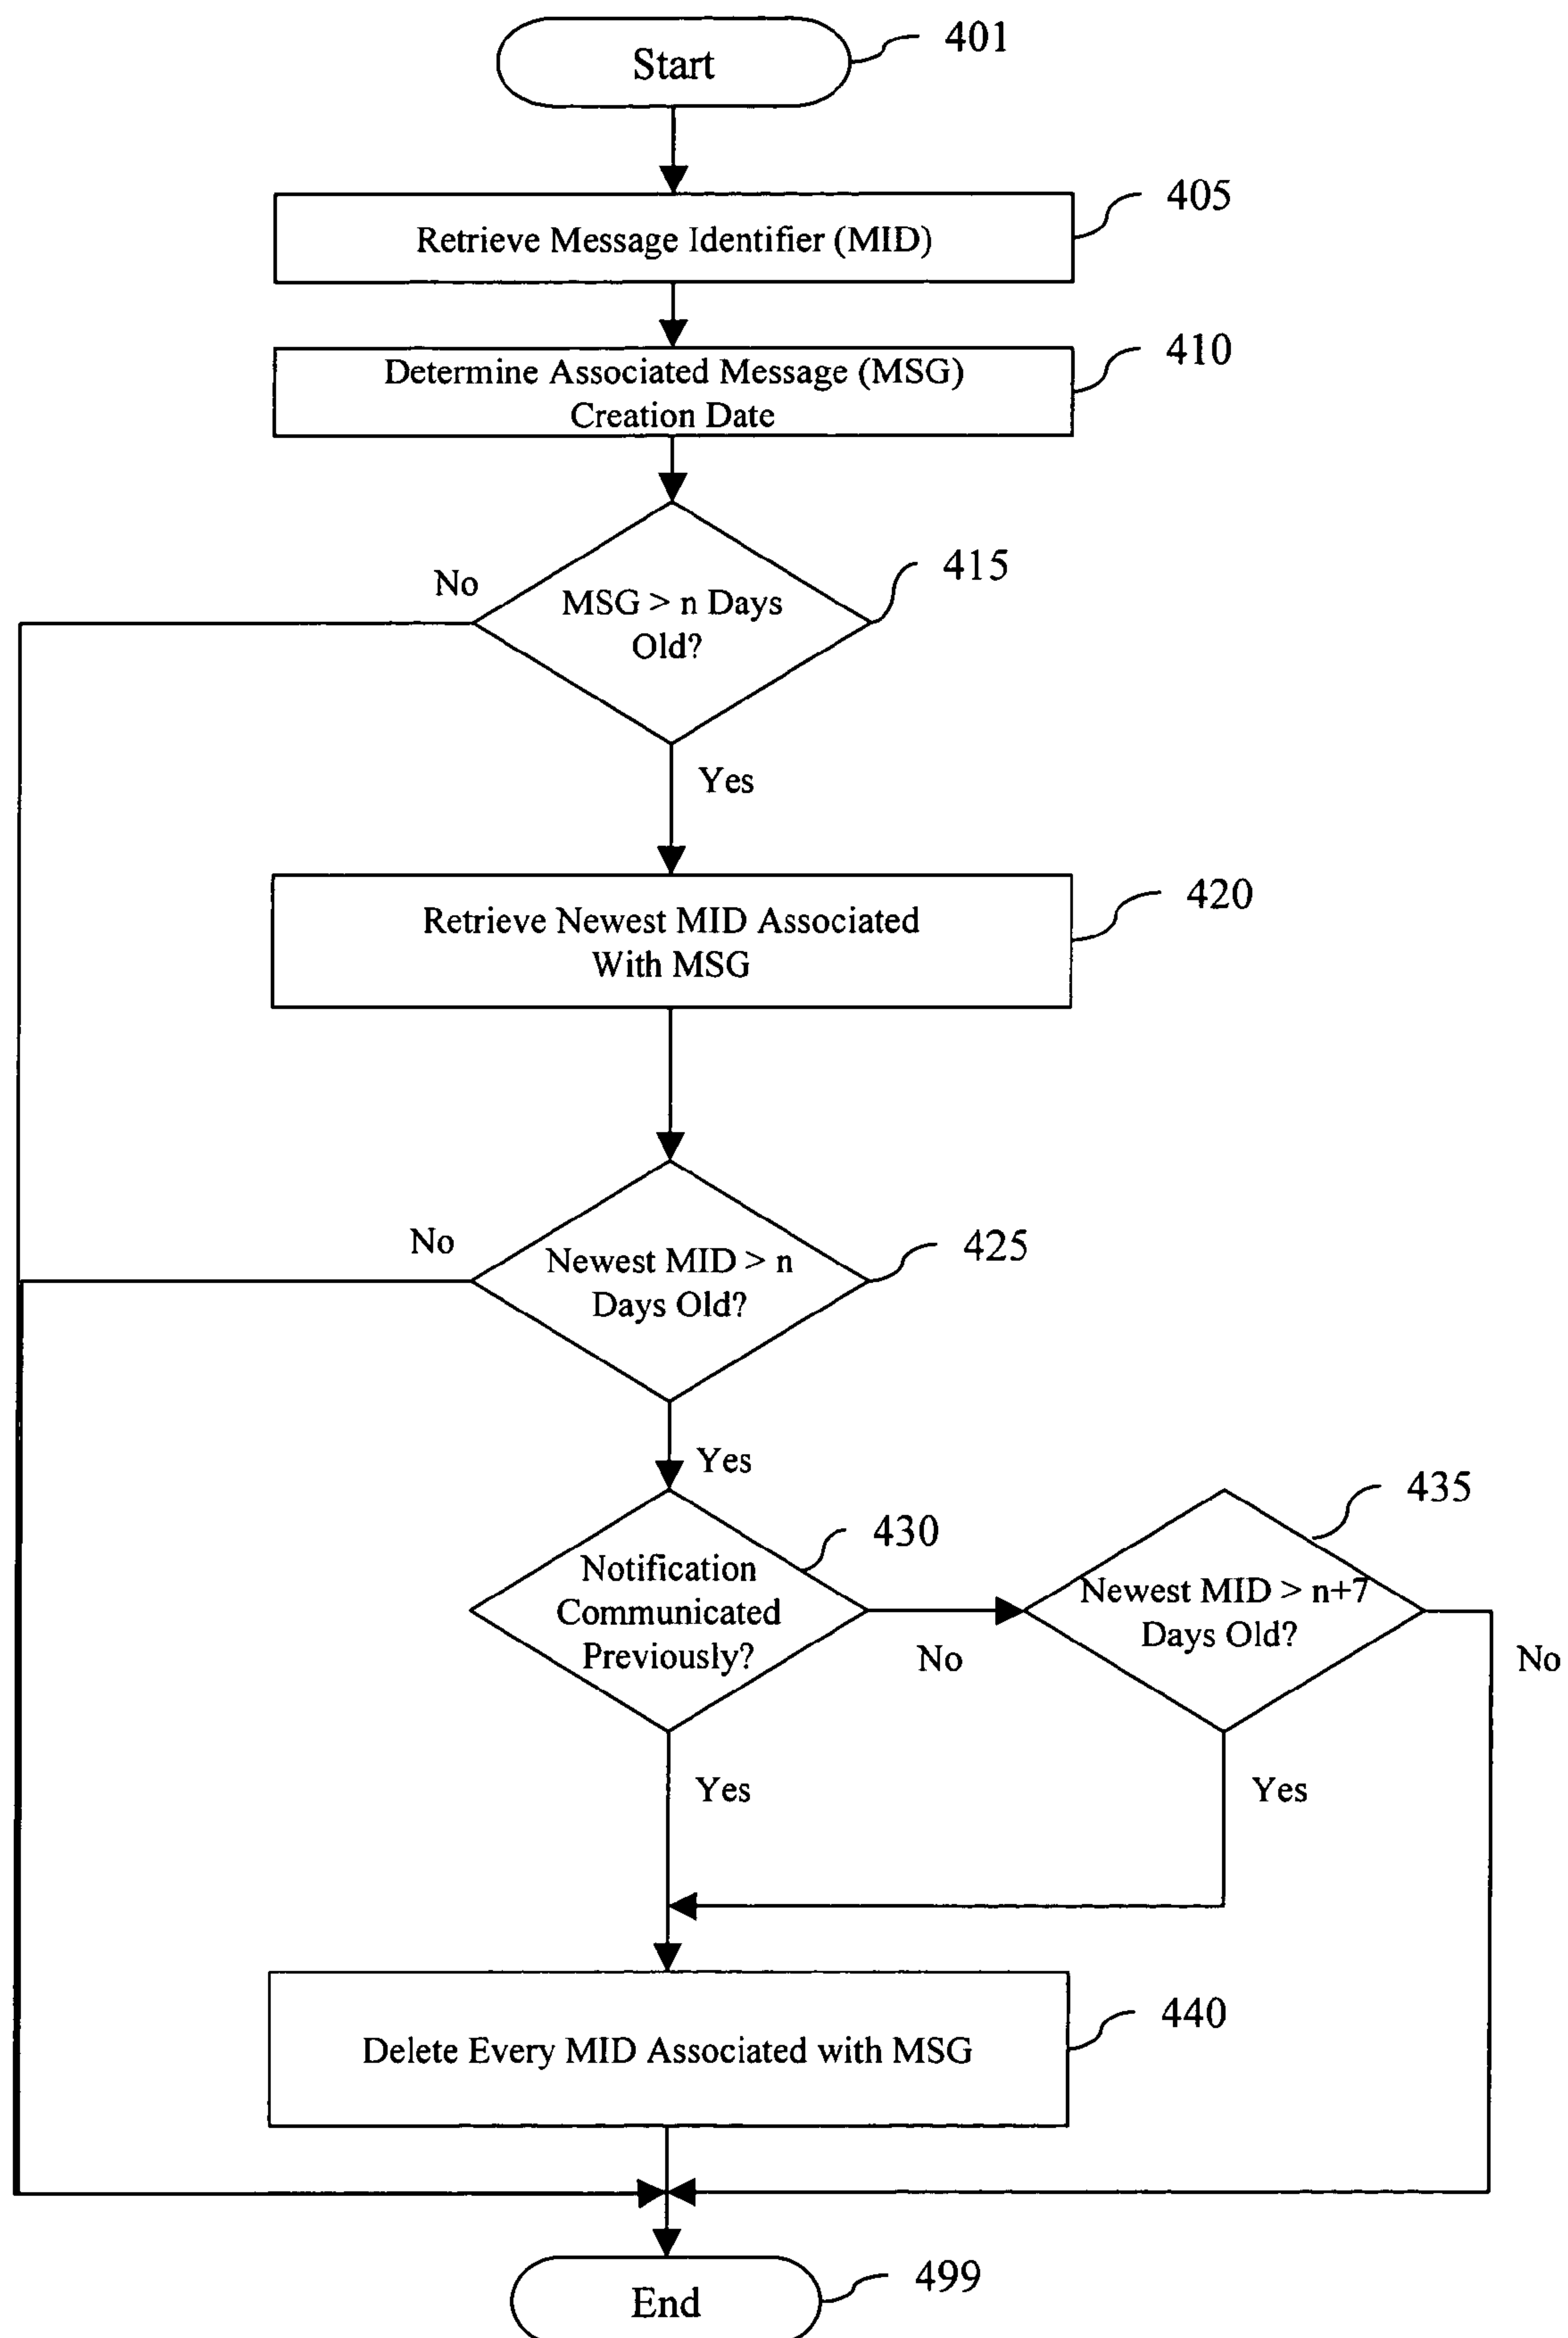 Start
401
Retrieve Message Identifier (MID)
405
Determine Associated Message (MSG)
Creation Date
410
No
MSG > n Days
Old?
415
Yes
Retrieve Newest MID Associated
With MSG
420
No
Newest MID > n
Days Old?
425
Yes
Notification
Communicated
Previously?
430
No
Newest MID > n+7
Days Old?
435
No
Yes
Yes
Delete Every MID Associated with MSG
440
End
499